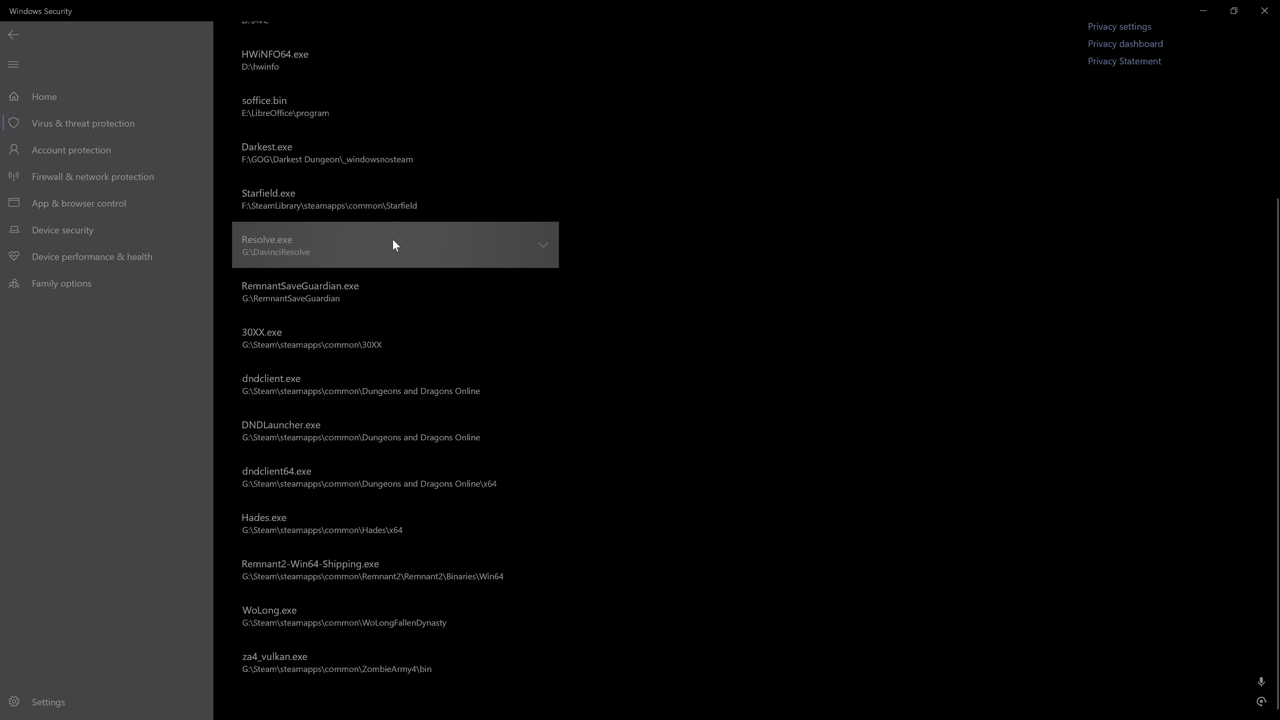 Windows Security
Home
Virus & threat protection
Account protection
Firewall & network protection
App & browser control
Device security
Device performance & health
Family options
Settings
HWiNFO64.exe
D:\hwinfo
soffice.bin
E:\LibreOffice\program
Darkest.exe
F:\GOG\Darkest Dungeon\_windowsnosteam
Starfield.exe
F:\SteamLibrary\steamapps\common\Starfield
Resolve.exe
G:\DavinciResolve
RemnantSaveGuardian.exe
G:\RemnantSaveGuardian
30XX.exe
G:\Steam\steamapps\common\30XX
dndclient.exe
G:\Steam\steamapps\common\Dungeons and Dragons Online
DNDLauncher.exe
G:\Steam\steamapps\common\Dungeons and Dragons Online
dndclient64.exe
G:\Steam\steamapps\common\Dungeons and Dragons Online\x64
Hades.exe
G:\Steam\steamapps\common\Hades\x64
Remnant2-Win64-Shipping.exe
G:\Steam\steamapps\common\Remnant2\Remnant2\Binaries\Win64
WoLong.exe
G:\Steam\steamapps\common\WoLongFallenDynasty
za4_vulkan.exe
G:\Steam\steamapps\common\ZombieArmy4\bin
Privacy settings
Privacy dashboard
Privacy Statement